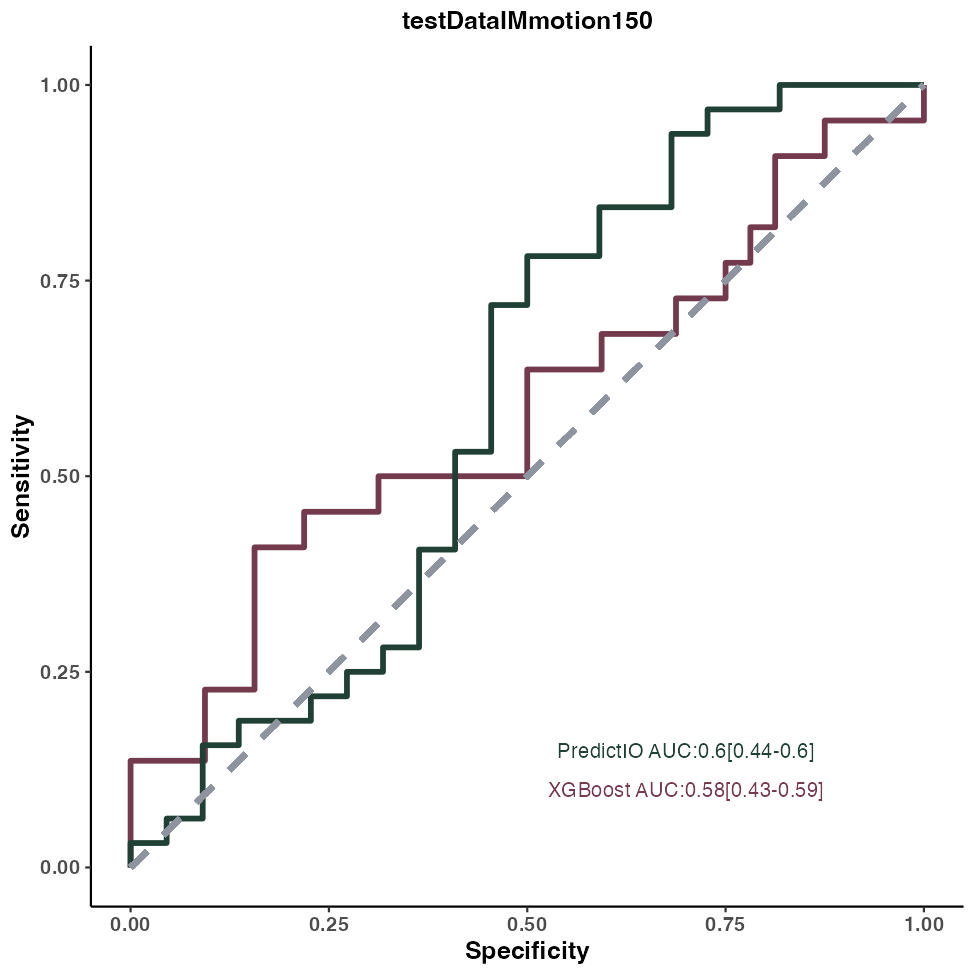 testDataIMmotion150
1.00
0.75
0.50
0.25
0.00
Sensitivity
PredictIO AUC:0.6[0.44-0.6]
XGBoost AUC:0.58[0.43-0.59]
0.00 0.25 0.50 0.75 1.00
Specificity